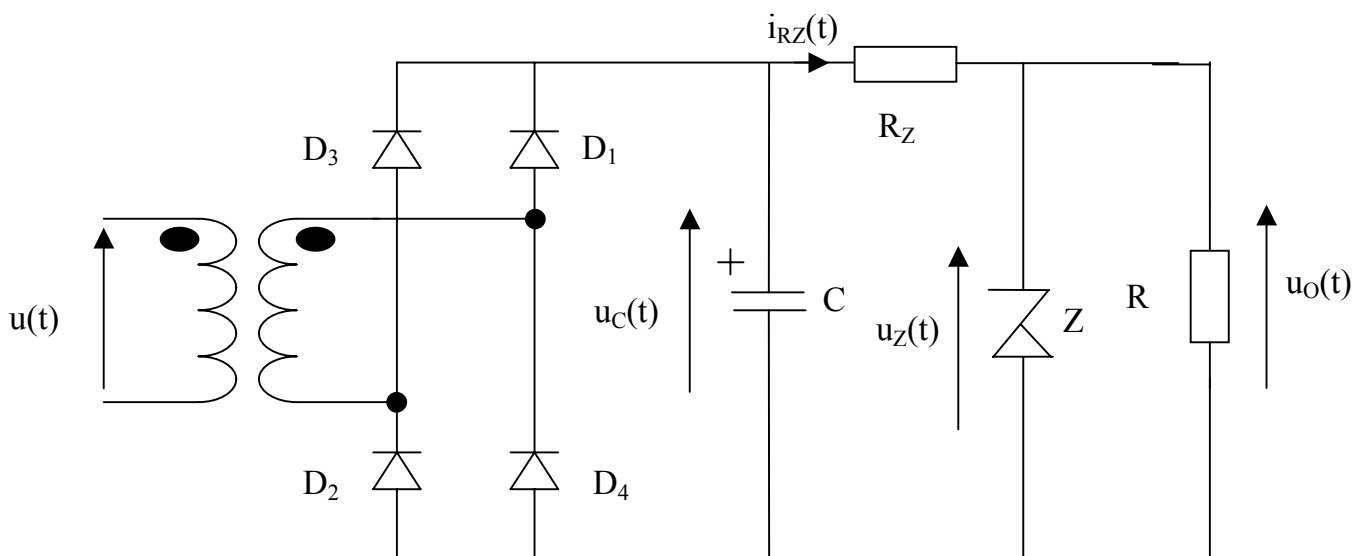 i_RZ(t)
R_Z
D_3
D_1
u(t)
u_C(t)
+
C
u_Z(t)
Z
R
u_O(t)
D_2
D_4